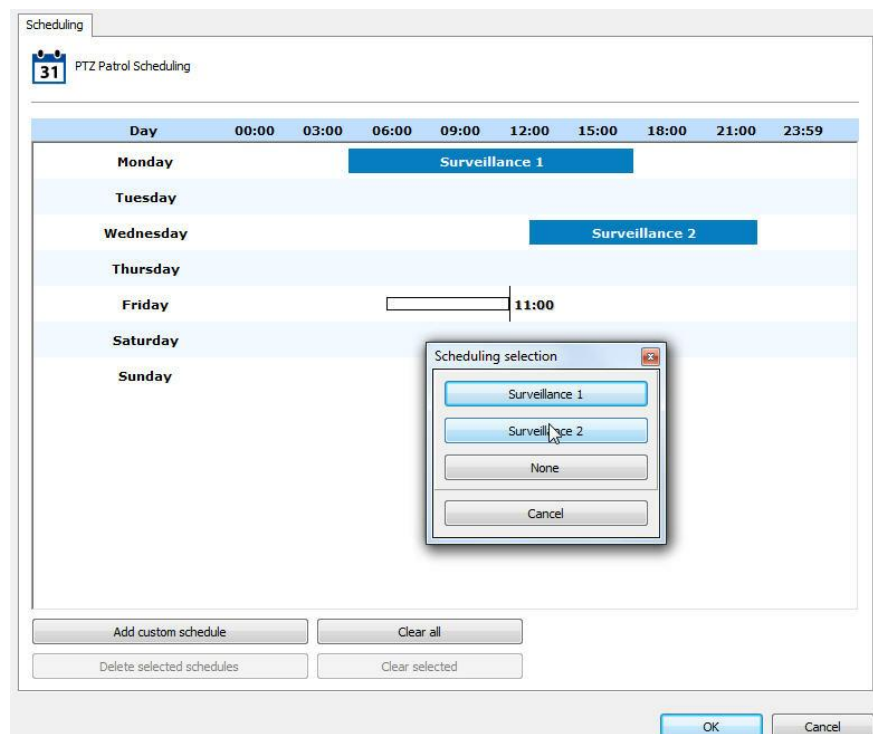 Scheduling
31 PTZ Patrol Scheduling
Day 00:00 03:00 06:00 09:00 12:00 15:00 18:00 21:00 23:59
Monday Surveillance 1
Tuesday
Wednesday Surveillance 2
Thursday
Friday 11:00
Saturday
Sunday
Scheduling selection
Surveillance 1
Surveillance 2
None
Cancel
Add custom schedule Clear all
Delete selected schedules Clear selected
OK Cancel